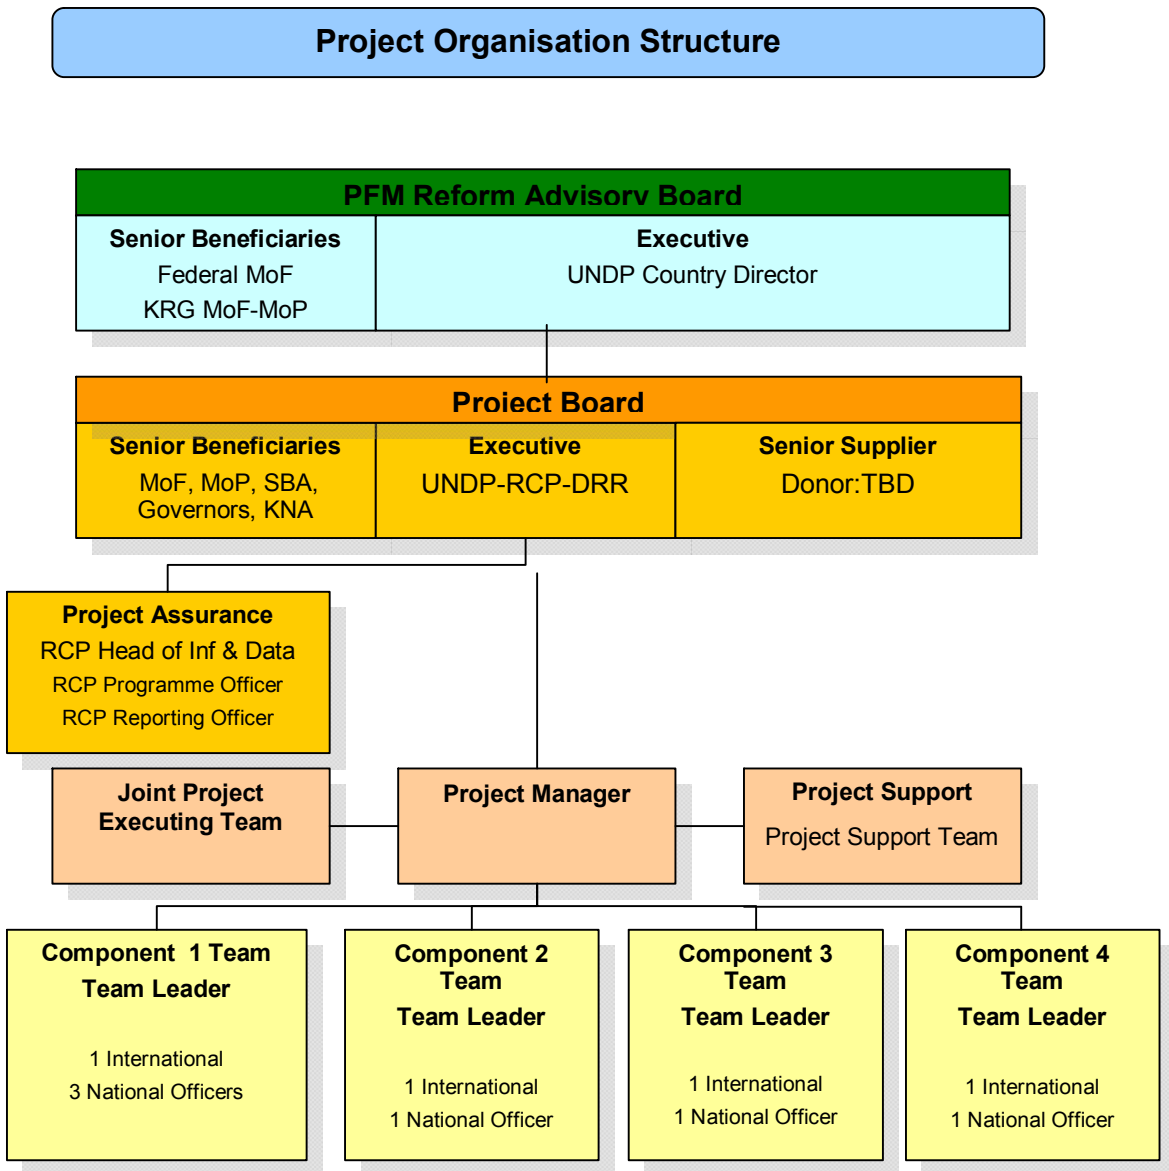 Project Organisation Structure
PFM Reform Advisory Board
Senior Beneficiaries
Federal MoF
KRG MoF-MoP
Executive
UNDP Country Director
Project Board
Senior Beneficiaries
MoF, MoP, SBA,
Governors, KNA
Executive
UNDP-RCP-DRR
Senior Supplier
Donor:TBD
Project Assurance
RCP Head of Inf & Data
RCP Programme Officer
RCP Reporting Officer
Joint Project
Executing Team
Project Manager
Project Support
Project Support Team
Component 1 Team
Team Leader
1 International
3 National Officers
Component 2
Team
Team Leader
1 International
1 National Officer
Component 3
Team
Team Leader
1 International
1 National Officer
Component 4
Team
Team Leader
1 International
1 National Officer